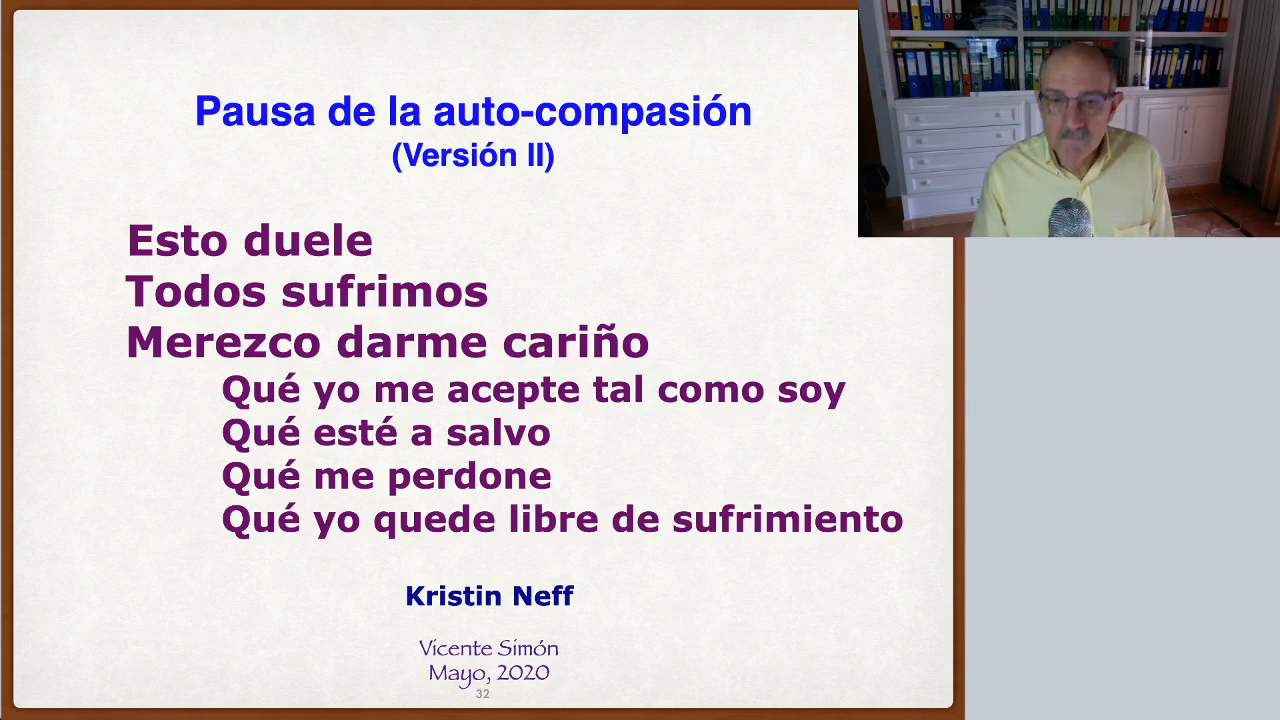 Pausa de la auto-compasión
(Versión II)
Esto duele
Todos sufrimos
Merezco darme cariño
Qué yo me acepte tal como soy
Qué esté a salvo
Qué me perdone
Qué yo quede libre de sufrimiento
Kristin Neff
Vicente Simón
Mayo, 2020
32